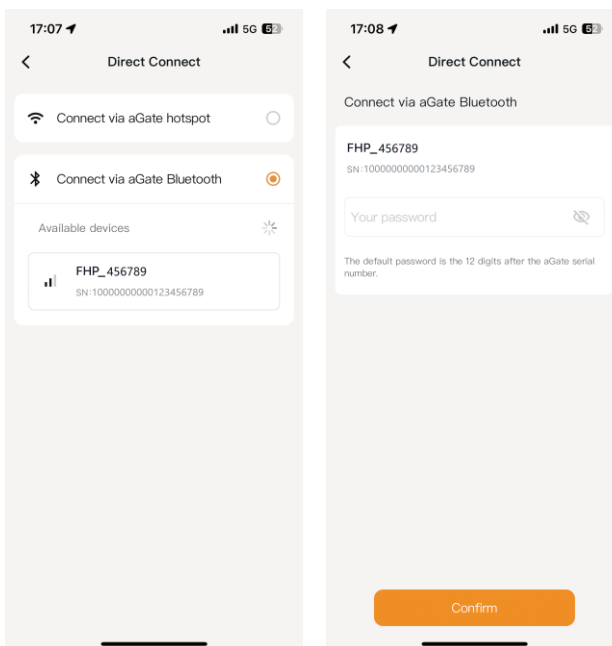 17:07
5G 52
Direct Connect
Connect via aGate hotspot
Connect via aGate Bluetooth
Available devices
FHP_456789
SN:10000000000123456789
17:08
5G 52
Direct Connect
Connect via aGate Bluetooth
FHP_456789
SN:10000000000123456789
Your password
The default password is the 12 digits after the aGate serial
number.
Confirm